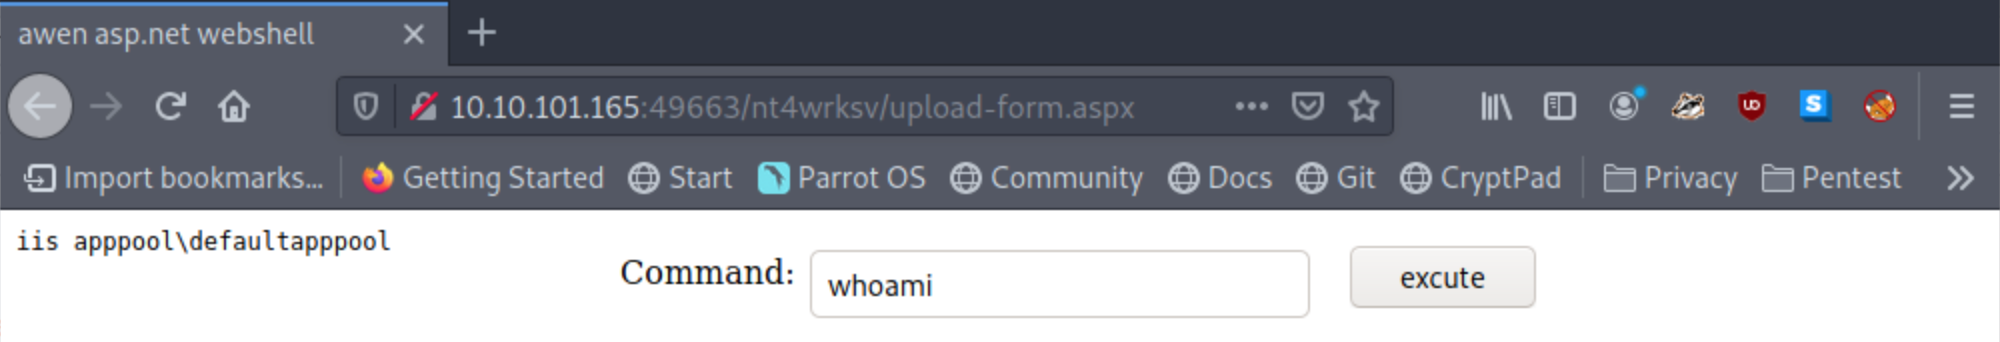 awen asp.net webshell
10.10.101.165:49663/nt4wrksv/upload-form.aspx
Import bookmarks... Getting Started Start Parrot OS Community Docs Git CryptPad Privacy Pentest
iis apppool\defaultapppool
Command: whoami excute